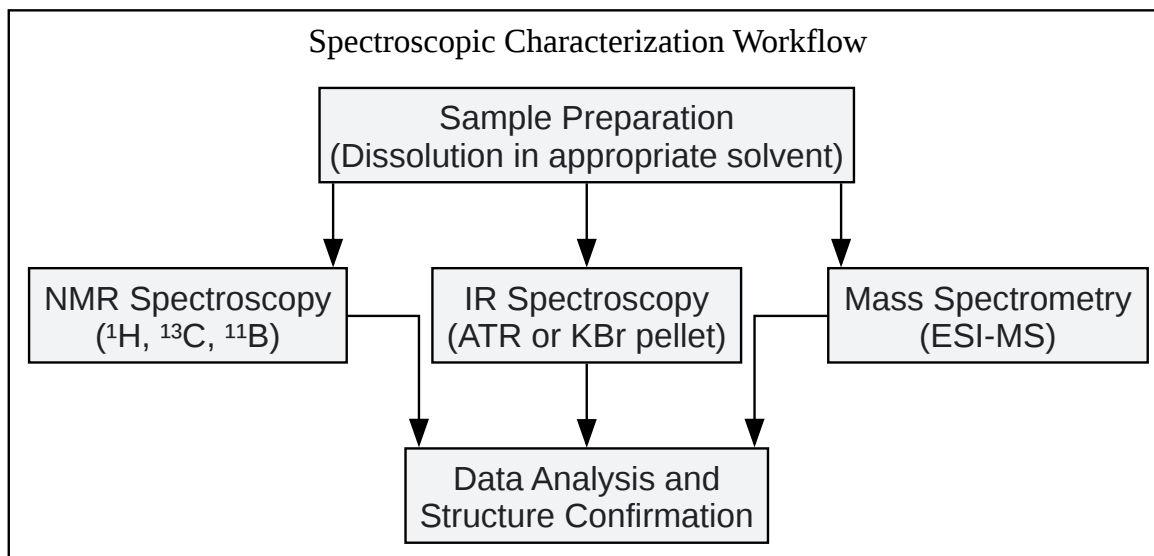 Spectroscopic Characterization Workflow
Sample Preparation
(Dissolution in appropriate solvent)
NMR Spectroscopy
(¹H, ¹³C, ¹¹B)
IR Spectroscopy
(ATR or KBr pellet)
Mass Spectrometry
(ESI-MS)
Data Analysis and
Structure Confirmation